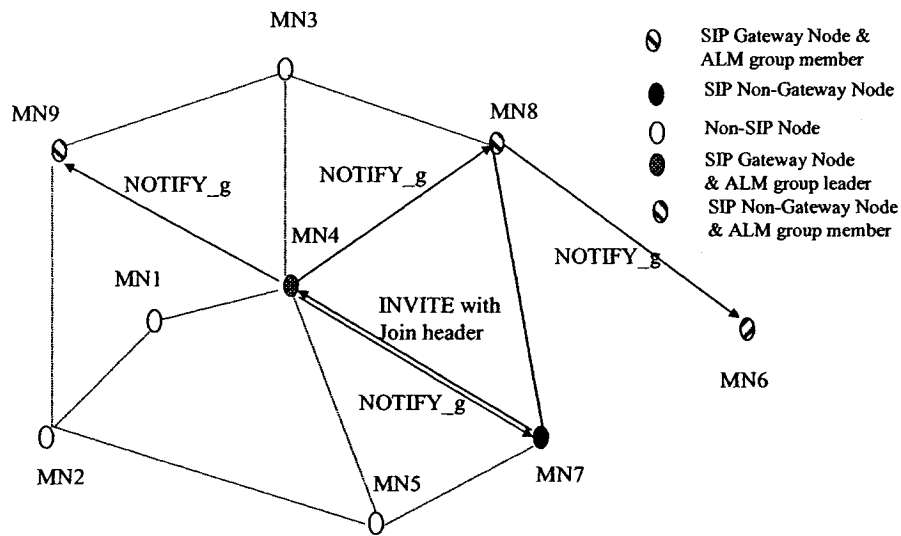 MN3
SIP Gateway Node &
ALM group member
SIP Non-Gateway Node
Non-SIP Node
SIP Gateway Node
& ALM group leader
SIP Non-Gateway Node
& ALM group member
MN9
MN8
NOTIFY_g
NOTIFY_g
MN4
NOTIFY_g
MN1
INVITE with
Join header
MN6
NOTIFY_g
MN2
MN5
MN7